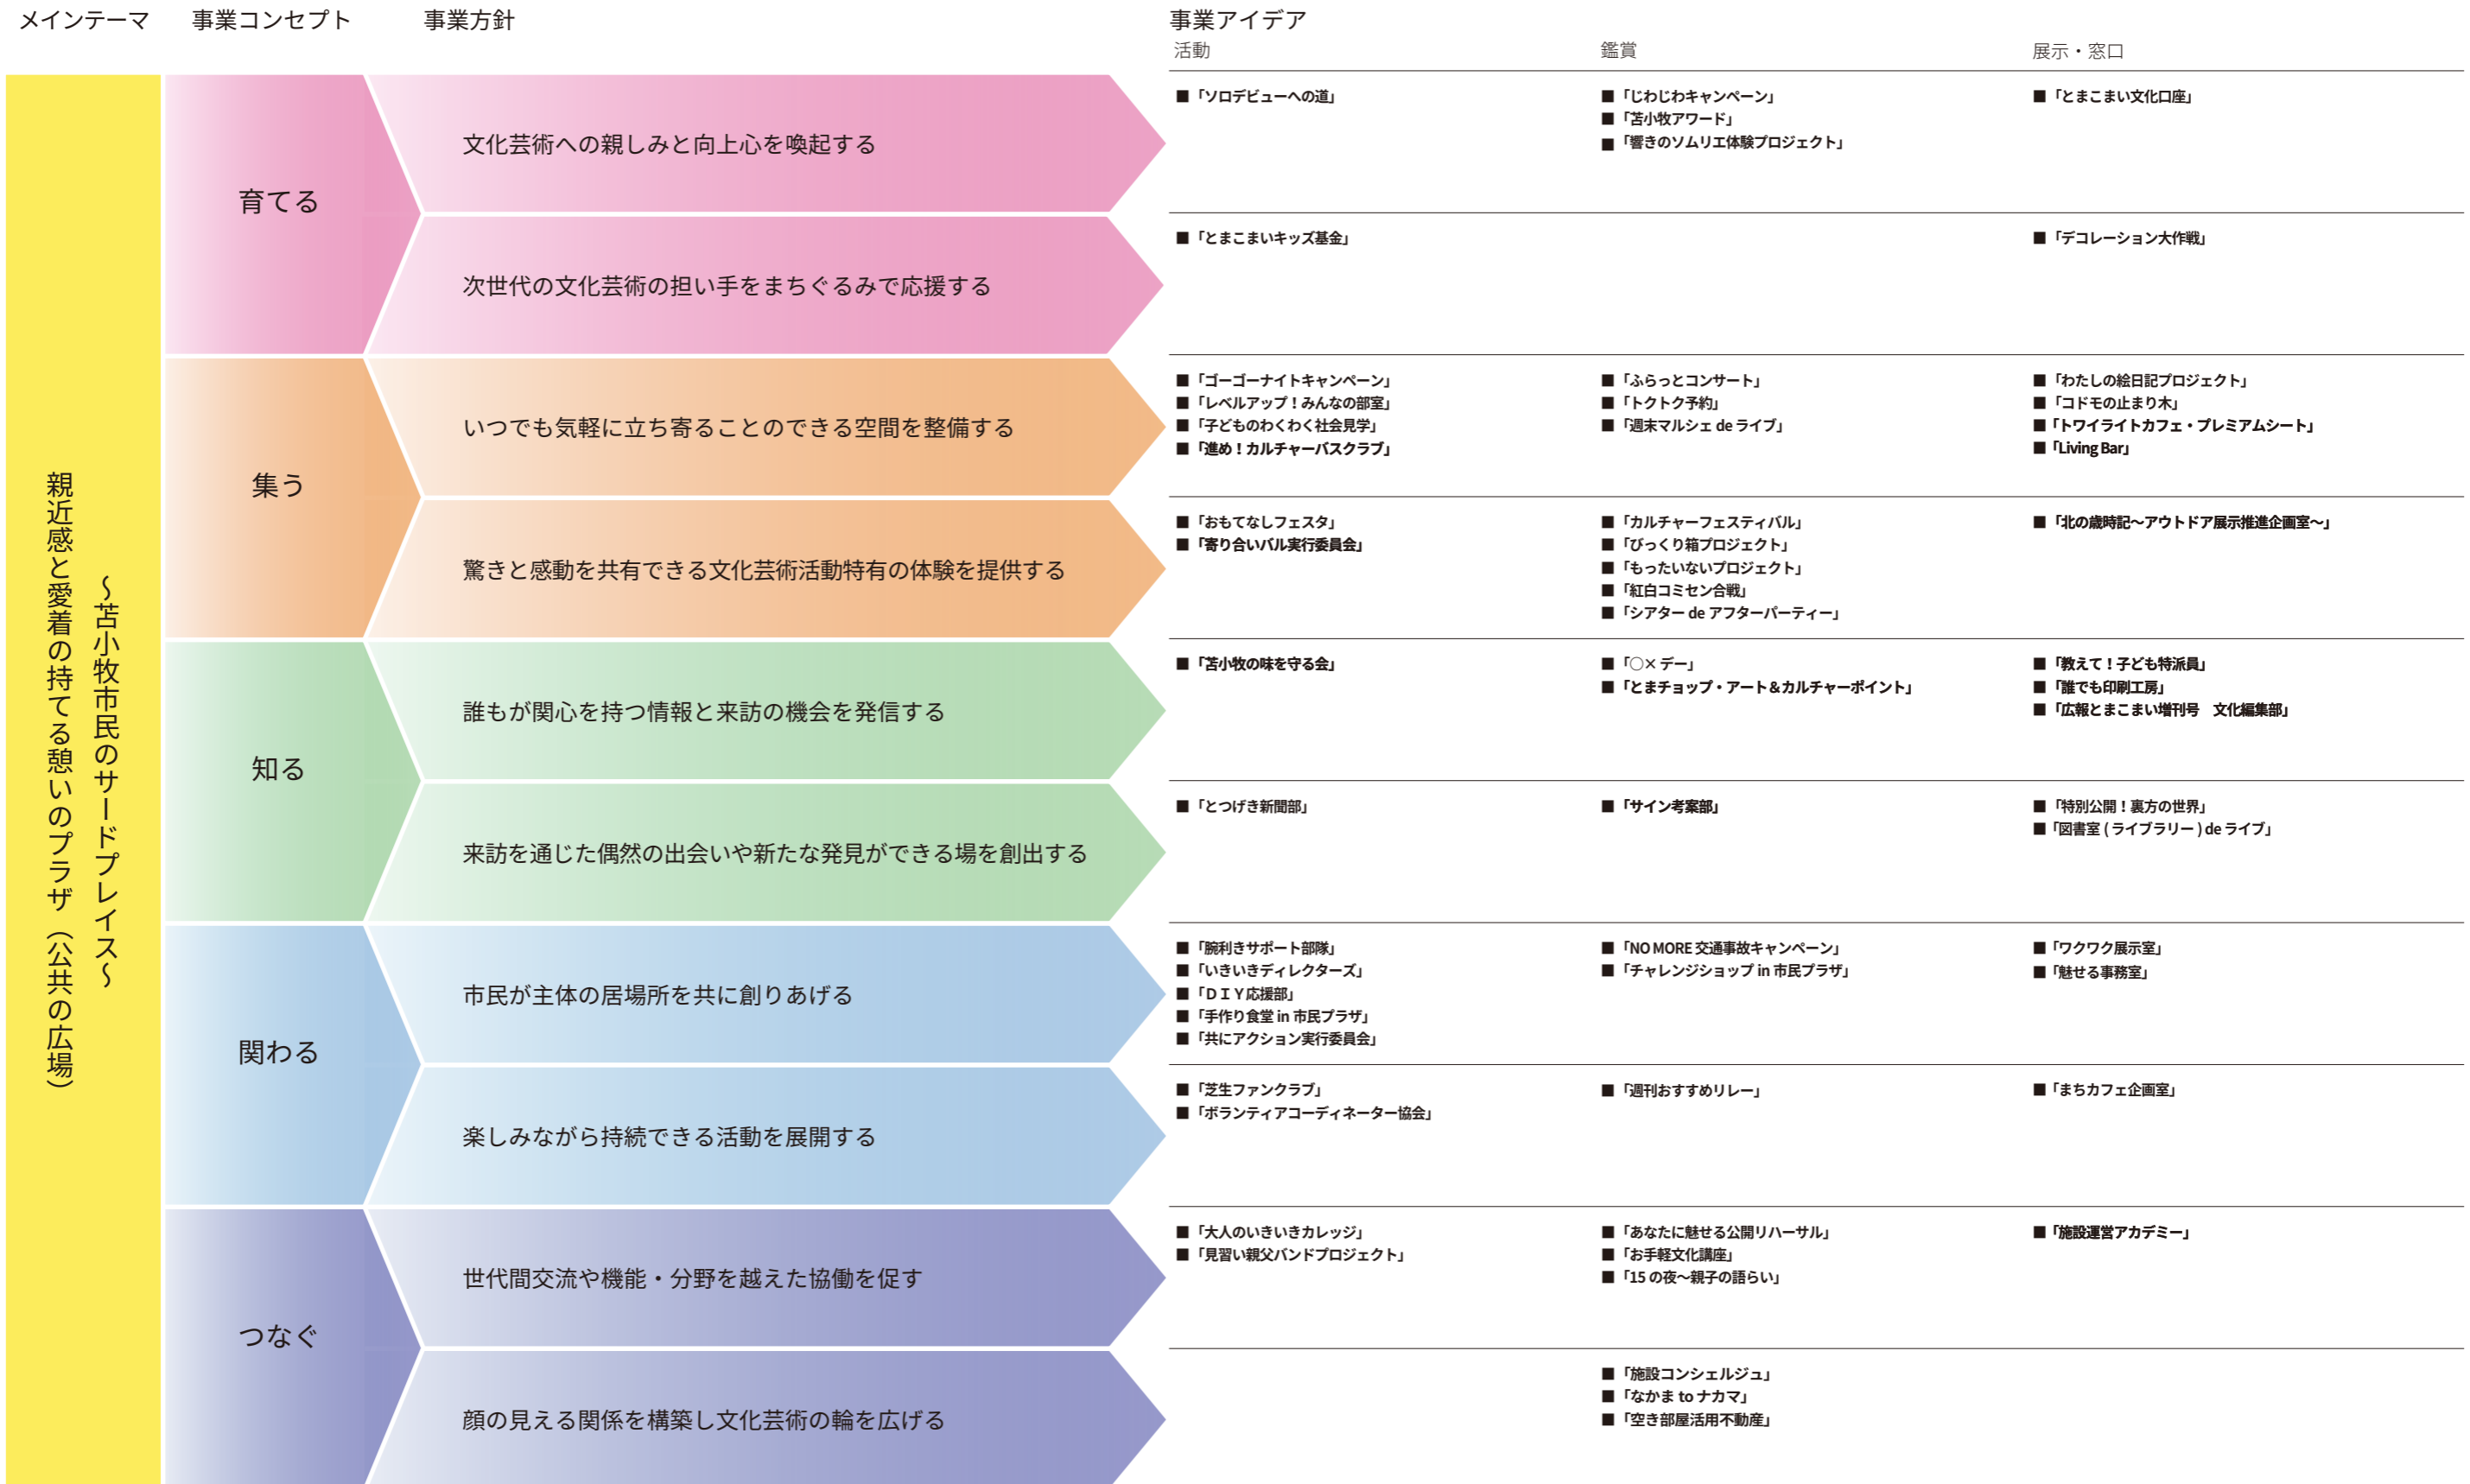 メインテーマ
事業コンセプト
事業方針
事業アイデア
活動
鑑賞
展示・窓口
親近感と愛着の持てる憩いのプラザ（公共の広場）
～苫小牧市民のサードプレイス～
育てる
文化芸術への親しみと向上心を喚起する
■「ソロデビューへの道」
■「じわじわキャンペーン」
■「苫小牧アワード」
■「響きのソムリエ体験プロジェクト」
■「とまこまい文化口座」
次世代の文化芸術の担い手をまちぐるみで応援する
■「とまこまいキッズ基金」
■「デコレーション大作戦」
集う
いつでも気軽に立ち寄ることのできる空間を整備する
■「ゴーゴーナイトキャンペーン」
■「レベルアップ！みんなの部室」
■「子どものわくわく社会見学」
■「進め！カルチャーバスクラブ」
■「ふらっとコンサート」
■「トクトク予約」
■「週末マルシェ de ライブ」
■「わたしの絵日記プロジェクト」
■「コドモの止まり木」
■「トワイライトカフェ・プレミアムシート」
■「Living Bar」
驚きと感動を共有できる文化芸術活動特有の体験を提供する
■「おもてなしフェスタ」
■「寄り合いバル実行委員会」
■「カルチャーフェスティバル」
■「びっくり箱プロジェクト」
■「もったいないプロジェクト」
■「紅白コミセン合戦」
■「シアター de アフターパーティー」
■「北の歳時記～アウトドア展示推進企画室～」
知る
誰もが関心を持つ情報と来訪の機会を発信する
■「苫小牧の味を守る会」
■「○× デー」
■「とまチョップ・アート＆カルチャーポイント」
■「教えて！子ども特派員」
■「誰でも印刷工房」
■「広報とまこまい増刊号　文化編集部」
来訪を通じた偶然の出会いや新たな発見ができる場を創出する
■「とつげき新聞部」
■「サイン考案部」
■「特別公開！裏方の世界」
■「図書室 ( ライブラリー ) de ライブ」
関わる
市民が主体の居場所を共に創りあげる
■「腕利きサポート部隊」
■「いきいきディレクターズ」
■「ＤＩＹ応援部」
■「手作り食堂 in 市民プラザ」
■「共にアクション実行委員会」
■「NO MORE 交通事故キャンペーン」
■「チャレンジショップ in 市民プラザ」
■「ワクワク展示室」
■「魅せる事務室」
楽しみながら持続できる活動を展開する
■「芝生ファンクラブ」
■「ボランティアコーディネーター協会」
■「週刊おすすめリレー」
■「まちカフェ企画室」
つなぐ
世代間交流や機能・分野を越えた協働を促す
■「大人のいきいきカレッジ」
■「見習い親父バンドプロジェクト」
■「あなたに魅せる公開リハーサル」
■「お手軽文化講座」
■「15 の夜～親子の語らい」
■「施設運営アカデミー」
顔の見える関係を構築し文化芸術の輪を広げる
■「施設コンシェルジュ」
■「なかま to ナカマ」
■「空き部屋活用不動産」